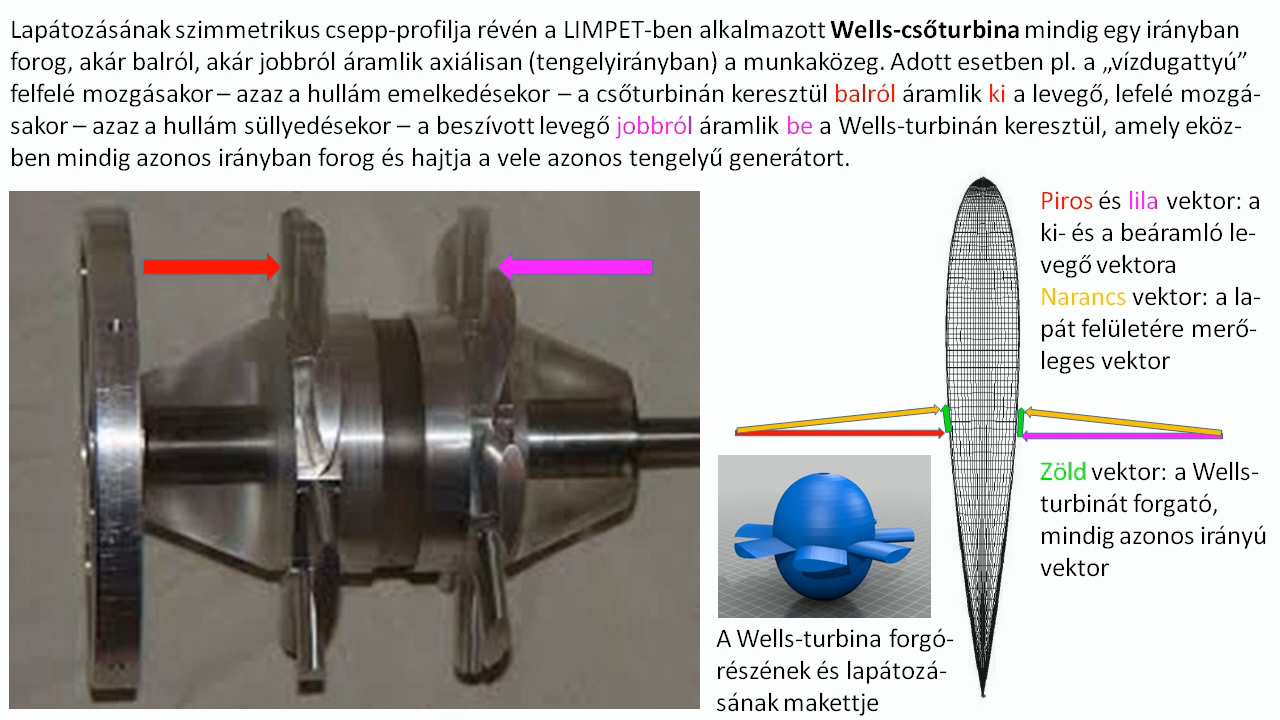 Lapátozásának szimmetrikus csepp-profilja révén a LIMPET-ben alkalmazott Wells-csőturbina mindig egy irányban
forog, akár balról, akár jobbról áramlik axiálisan (tengelyirányban) a munkaközeg. Adott esetben pl. a „vízdugattyú”
felfelé mozgásakor – azaz a hullám emelkedésekor – a csőturbinán keresztül balról áramlik ki a levegő, lefelé mozgá-
sakor – azaz a hullám süllyedésekor – a beszívott levegő jobbról áramlik be a Wells-turbinán keresztül, amely eköz-
ben mindig azonos irányban forog és hajtja a vele azonos tengelyű generátort.
Piros és lila vektor: a
ki- és a beáramló le-
vegő vektora
Narancs vektor: a la-
pát felületére merő-
leges vektor
Zöld vektor: a Wells-
turbinát forgató,
mindig azonos irányú
vektor
A Wells-turbina forgó-
részének és lapátozá-
sának makettje